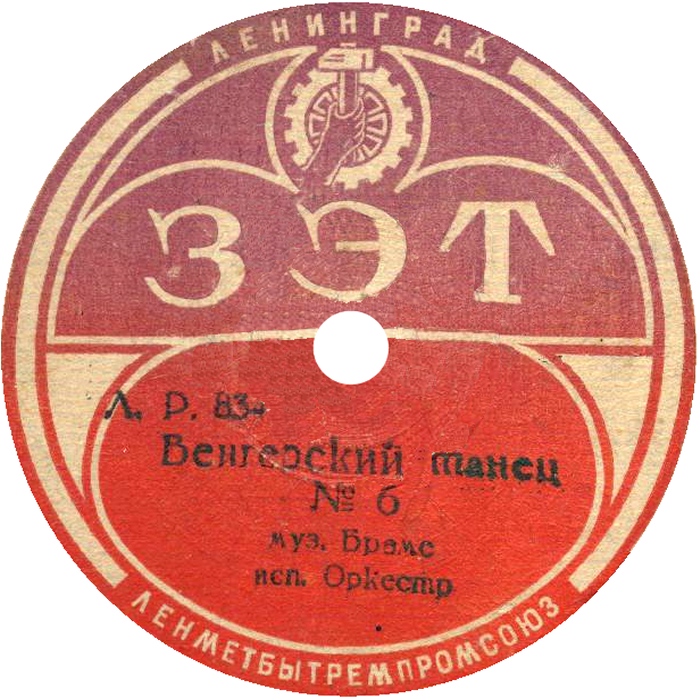 ЛЕНИНГРАД
ЗЭТ
Л. Р. 83
Венгерский танец
№ 6
муз. Брамс
исп. Оркестр
ЛЕНМЕТБЫТРЕМПРОМСОЮЗ